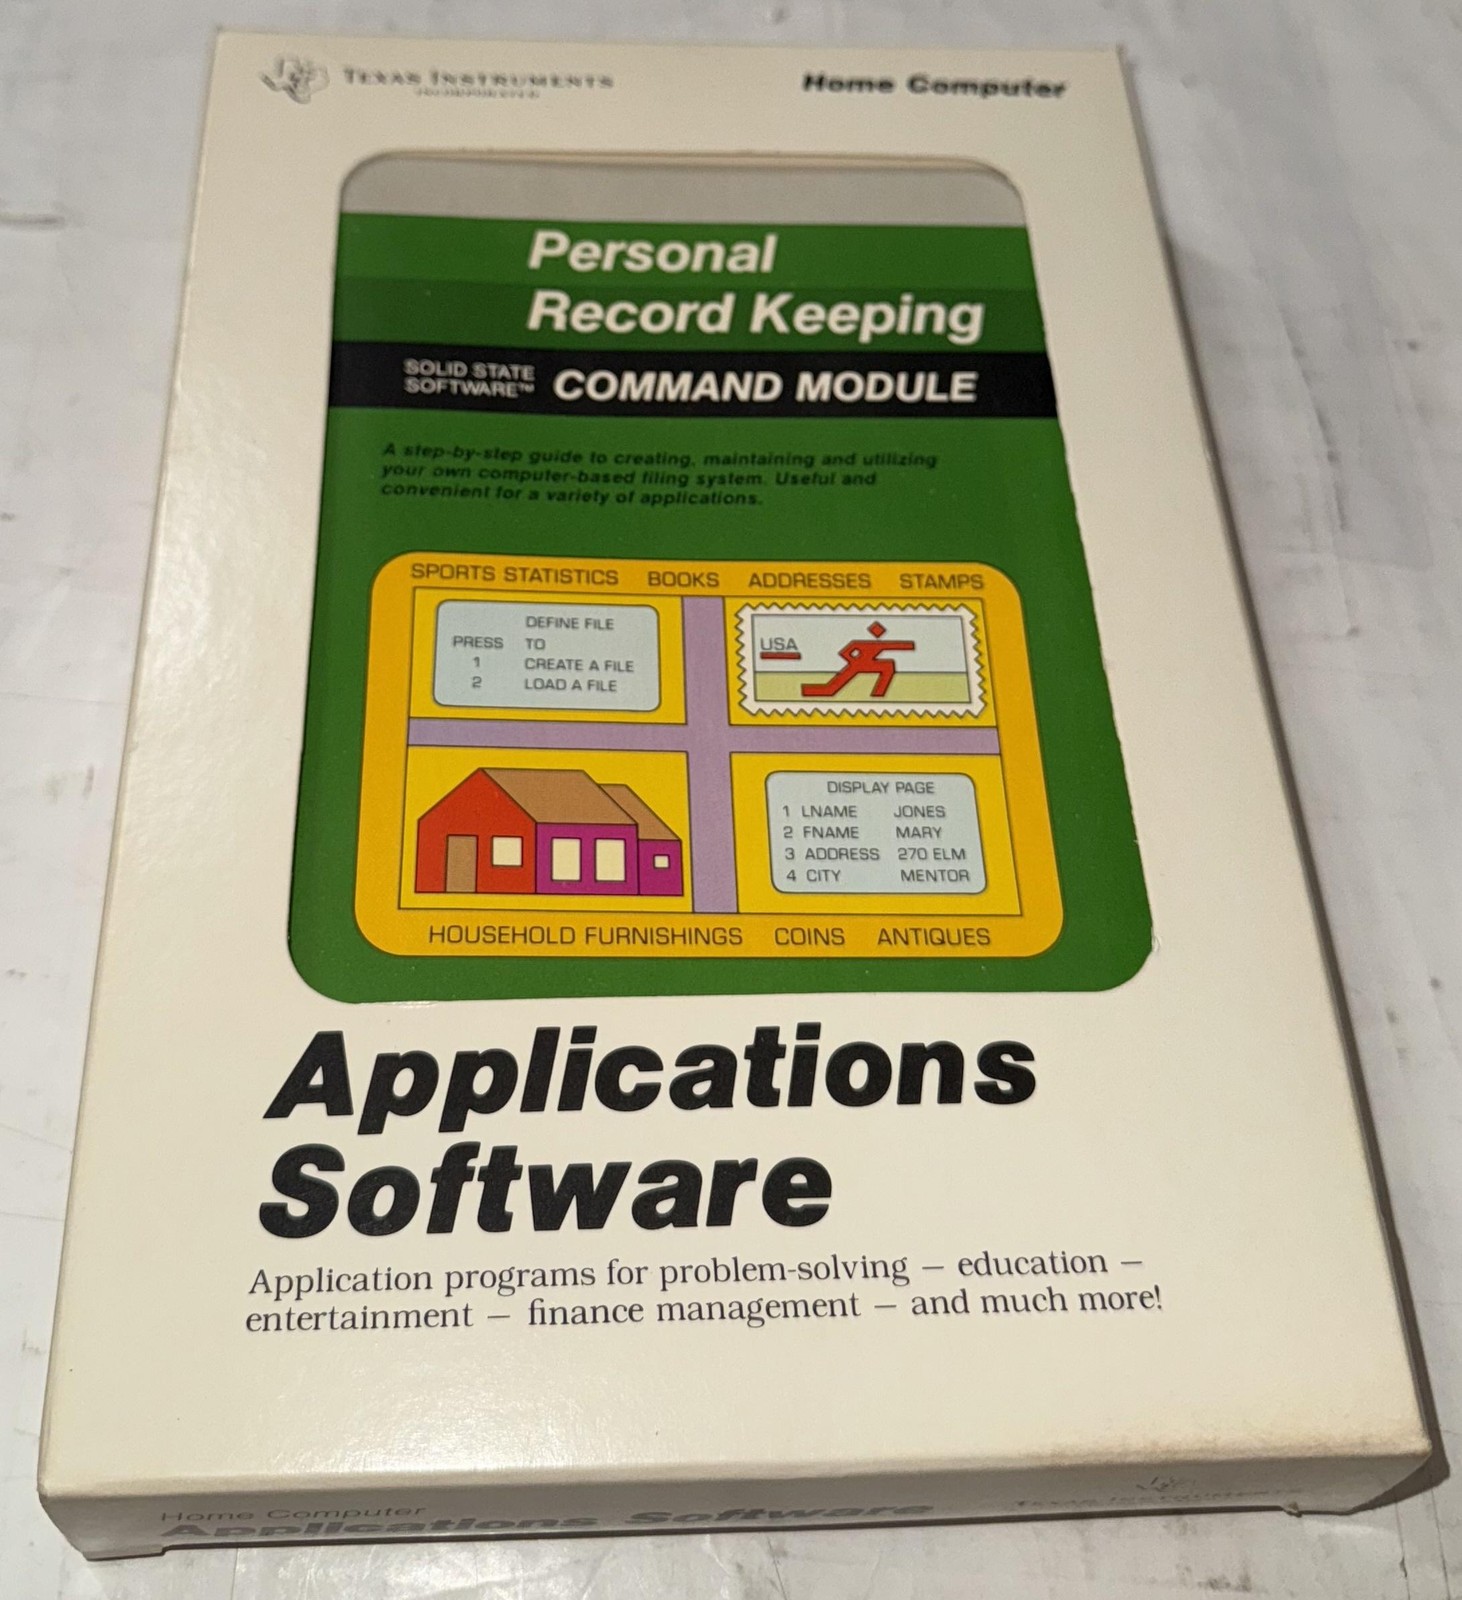 TEXAS INSTRUMENTS
INCORPORATED
Home Computer
Personal
Record Keeping
SOLID STATE
SOFTWARE™ COMMAND MODULE
A step-by-step guide to creating, maintaining and utilizing
your own computer-based filing system. Useful and
convenient for a variety of applications.
SPORTS STATISTICS BOOKS ADDRESSES STAMPS
DEFINE FILE
PRESS TO
1 CREATE A FILE
2 LOAD A FILE
USA
DISPLAY PAGE
1 LNAME JONES
2 FNAME MARY
3 ADDRESS 270 ELM
4 CITY MENTOR
HOUSEHOLD FURNISHINGS COINS ANTIQUES
Applications
Software
Application programs for problem-solving – education –
entertainment – finance management – and much more!
Home Computer
Applications Software
TEXAS INSTRUMENTS